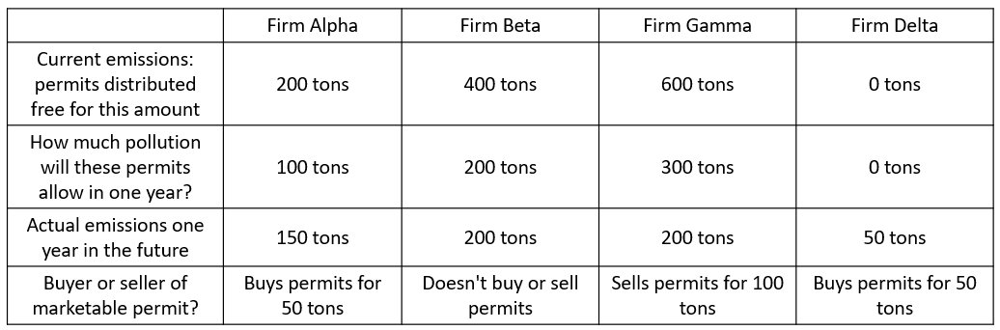 Firm Alpha Firm Beta Firm Gamma Firm Delta
Current emissions:
permits distributed
free for this amount
200 tons 400 tons 600 tons 0 tons
How much pollution
will these permits
allow in one year?
100 tons 200 tons 300 tons 0 tons
Actual emissions one
year in the future
150 tons 200 tons 200 tons 50 tons
Buyer or seller of
marketable permit?
Buys permits for
50 tons
Doesn't buy or sell
permits
Sells permits for 100
tons
Buys permits for 50
tons